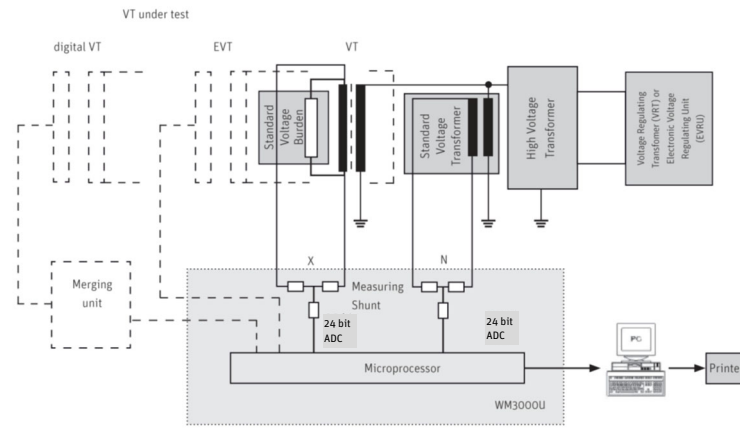 VT under test
digital VT
EVT
VT
Standard
Voltage
Burden
Standard
Voltage
Transformer
High Voltage
Transformer
Voltage Regulating
Transfomer (VRT) or
Electronic Voltage
Regulating Unit
(EVRU)
X
N
Merging
unit
Measuring
Shunt
24 bit
ADC
24 bit
ADC
Microprocessor
WM3000U
PC
Printe